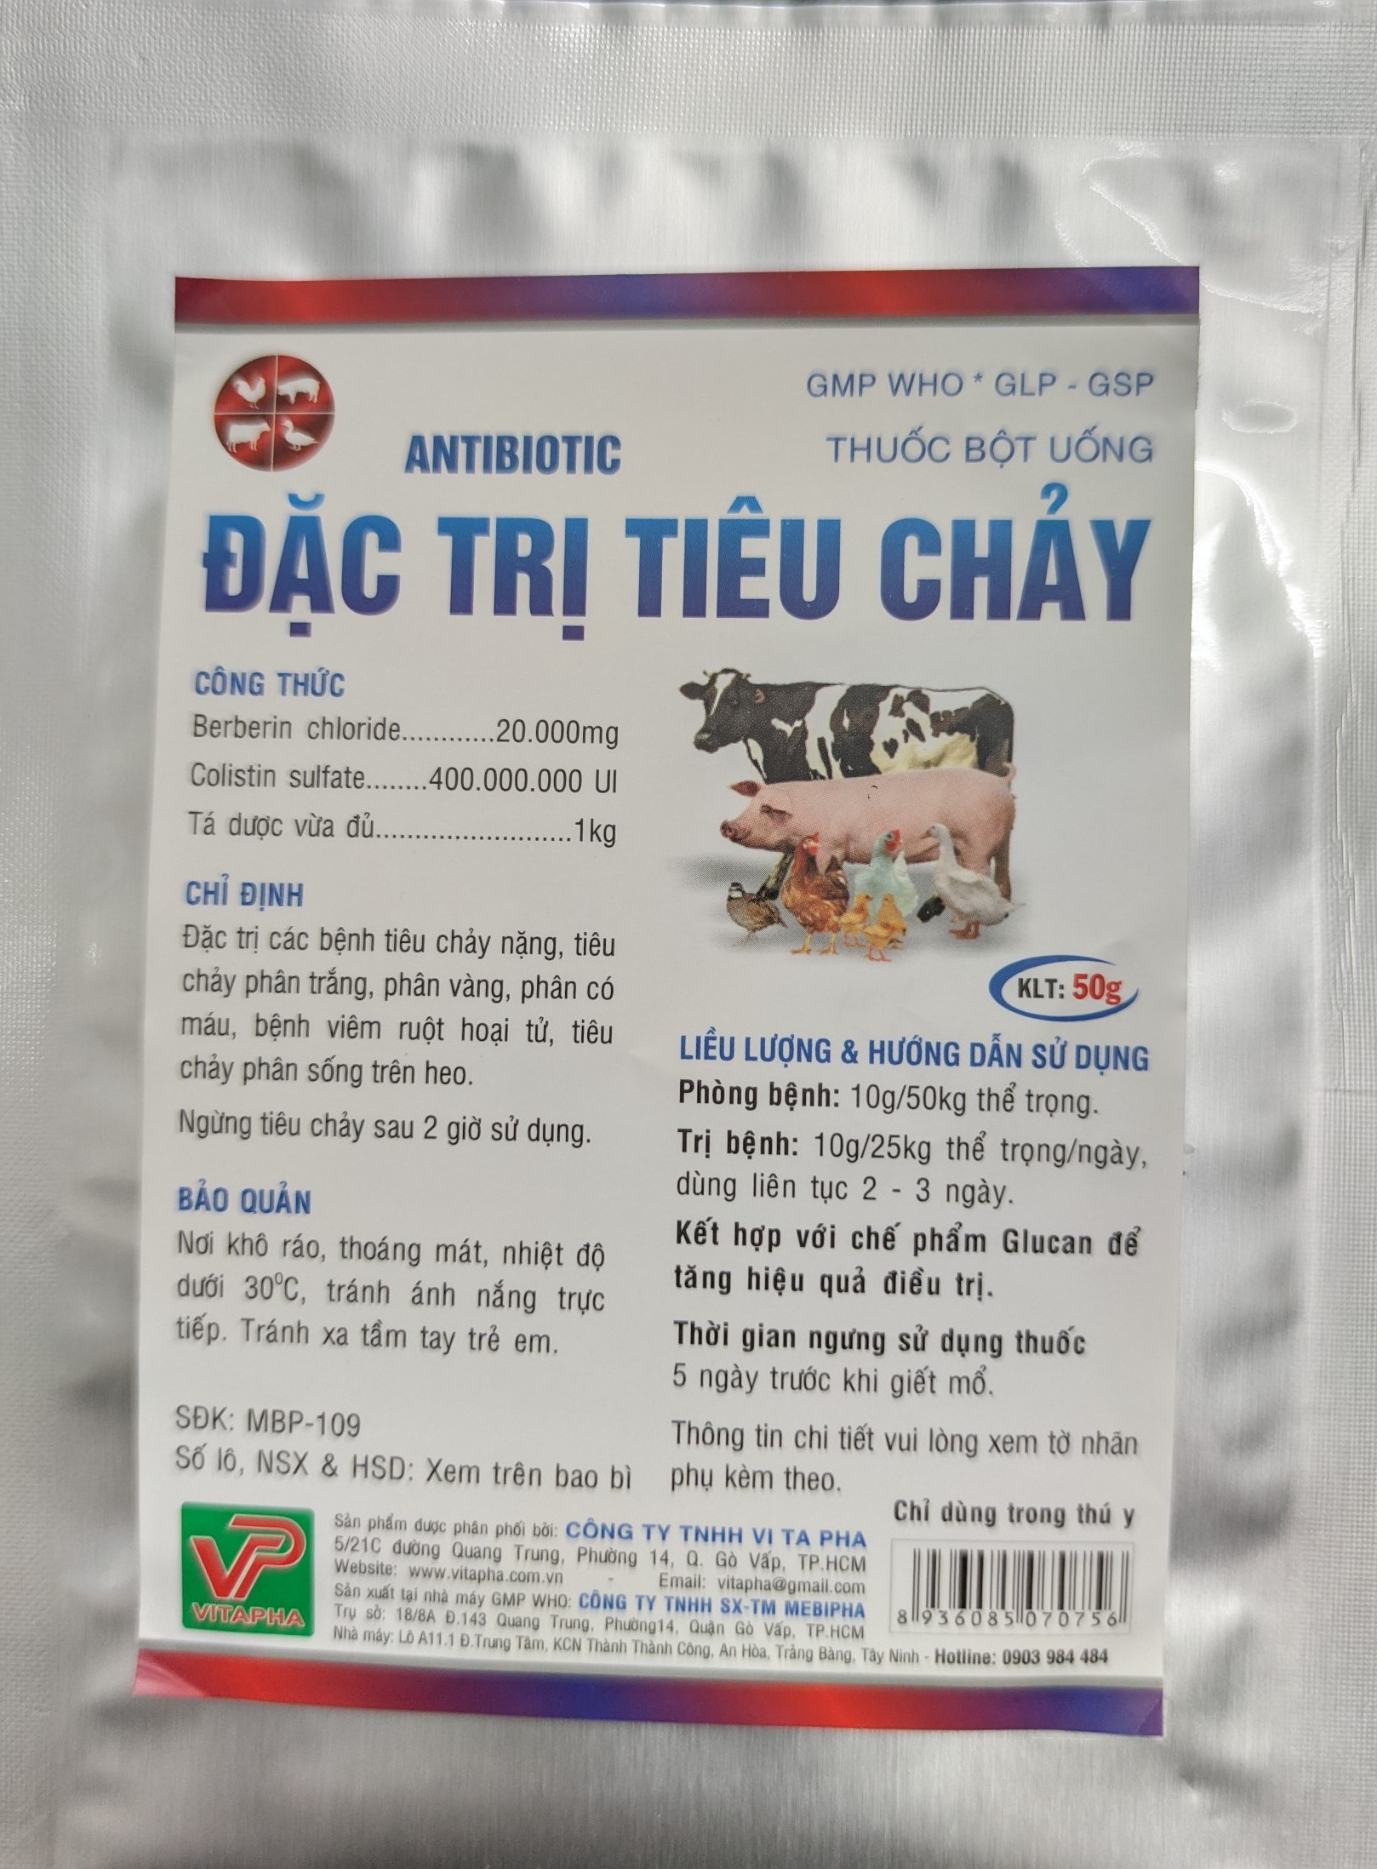 GMP WHO * GLP - GSP
ANTIBIOTIC
THUỐC BỘT UỐNG
ĐẶC TRỊ TIÊU CHẢY
CÔNG THỨC
Berberin chloride............20.000mg
Colistin sulfate........400.000.000 UI
Tá dược vừa đủ.........................1kg
CHỈ ĐỊNH
Đặc trị các bệnh tiêu chảy nặng, tiêu
chảy phân trắng, phân vàng, phân có
máu, bệnh viêm ruột hoại tử, tiêu
chảy phân sống trên heo.
Ngừng tiêu chảy sau 2 giờ sử dụng.
BẢO QUẢN
Nơi khô ráo, thoáng mát, nhiệt độ
dưới 30⁰C, tránh ánh nắng trực
tiếp. Tránh xa tầm tay trẻ em.
SĐK: MBP-109
Số lô, NSX & HSD: Xem trên bao bì
KLT: 50g
LIỀU LƯỢNG & HƯỚNG DẪN SỬ DỤNG
Phòng bệnh: 10g/50kg thể trọng.
Trị bệnh: 10g/25kg thể trọng/ngày,
dùng liên tục 2 - 3 ngày.
Kết hợp với chế phẩm Glucan để
tăng hiệu quả điều trị.
Thời gian ngưng sử dụng thuốc
5 ngày trước khi giết mổ.
Thông tin chi tiết vui lòng xem tờ nhãn
phụ kèm theo.
Chỉ dùng trong thú y
VITAPHA
Sản phẩm được phân phối bởi: CÔNG TY TNHH VI TA PHA
5/21C đường Quang Trung, Phường 14, Q. Gò Vấp, TP.HCM
Website: www.vitapha.com.vn - Email: vitapha@gmail.com
Sản xuất tại nhà máy GMP WHO: CÔNG TY TNHH SX-TM MEBIPHA
Trụ sở: 18/8A Đ.143 Quang Trung, Phường14, Quận Gò Vấp, TP.HCM
Nhà máy: Lô A11.1 Đ.Trung Tâm, KCN Thành Thành Công, An Hòa, Trảng Bàng, Tây Ninh - Hotline: 0903 984 484
8 936085 070756